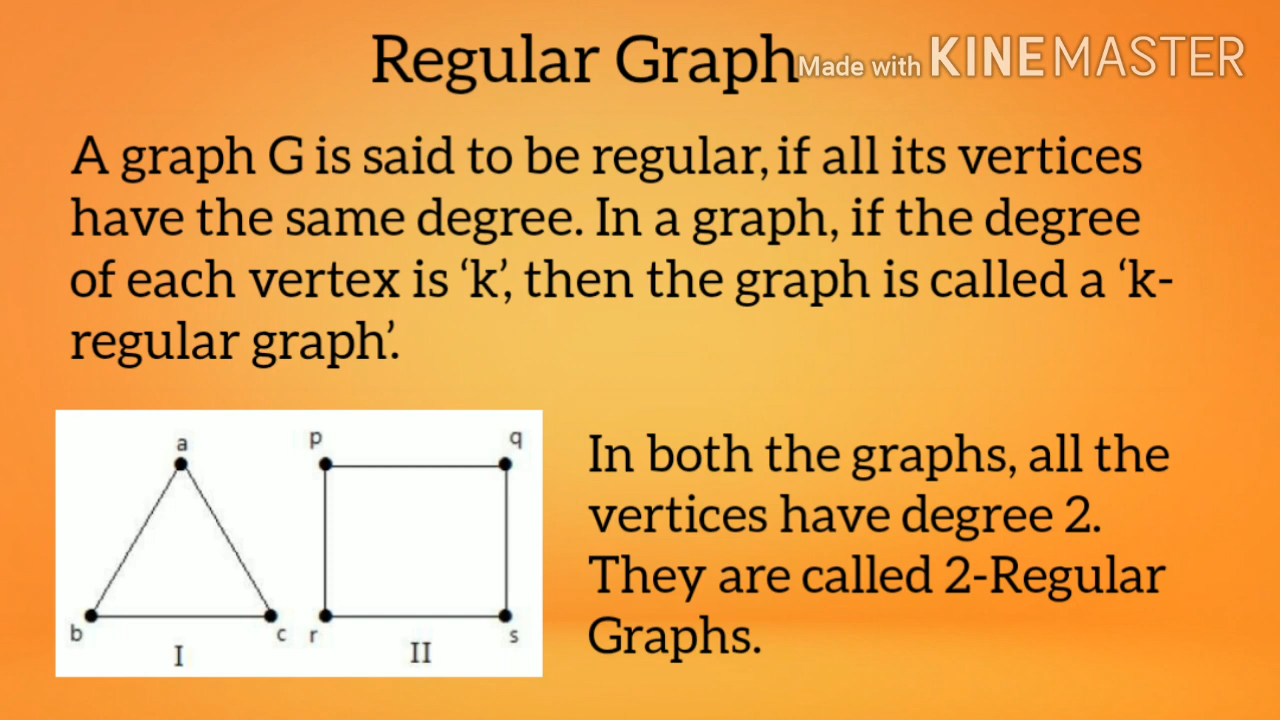 Regular Graph
Made with KINEMASTER
A graph G is said to be regular, if all its vertices
have the same degree. In a graph, if the degree
of each vertex is ‘k’, then the graph is called a ‘k-
regular graph’.
a
p
q
b
c
r
s
I
II
In both the graphs, all the
vertices have degree 2.
They are called 2-Regular
Graphs.